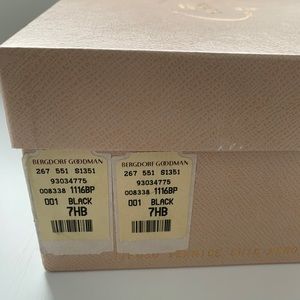 BERGDORF GOODMAN
267 551 S1351
93034775
008338 1116BP
001 BLACK
7HB
BERGDORF GOODMAN
267 551 S1351
93034775
008338 1116BP
001 BLACK
7HB